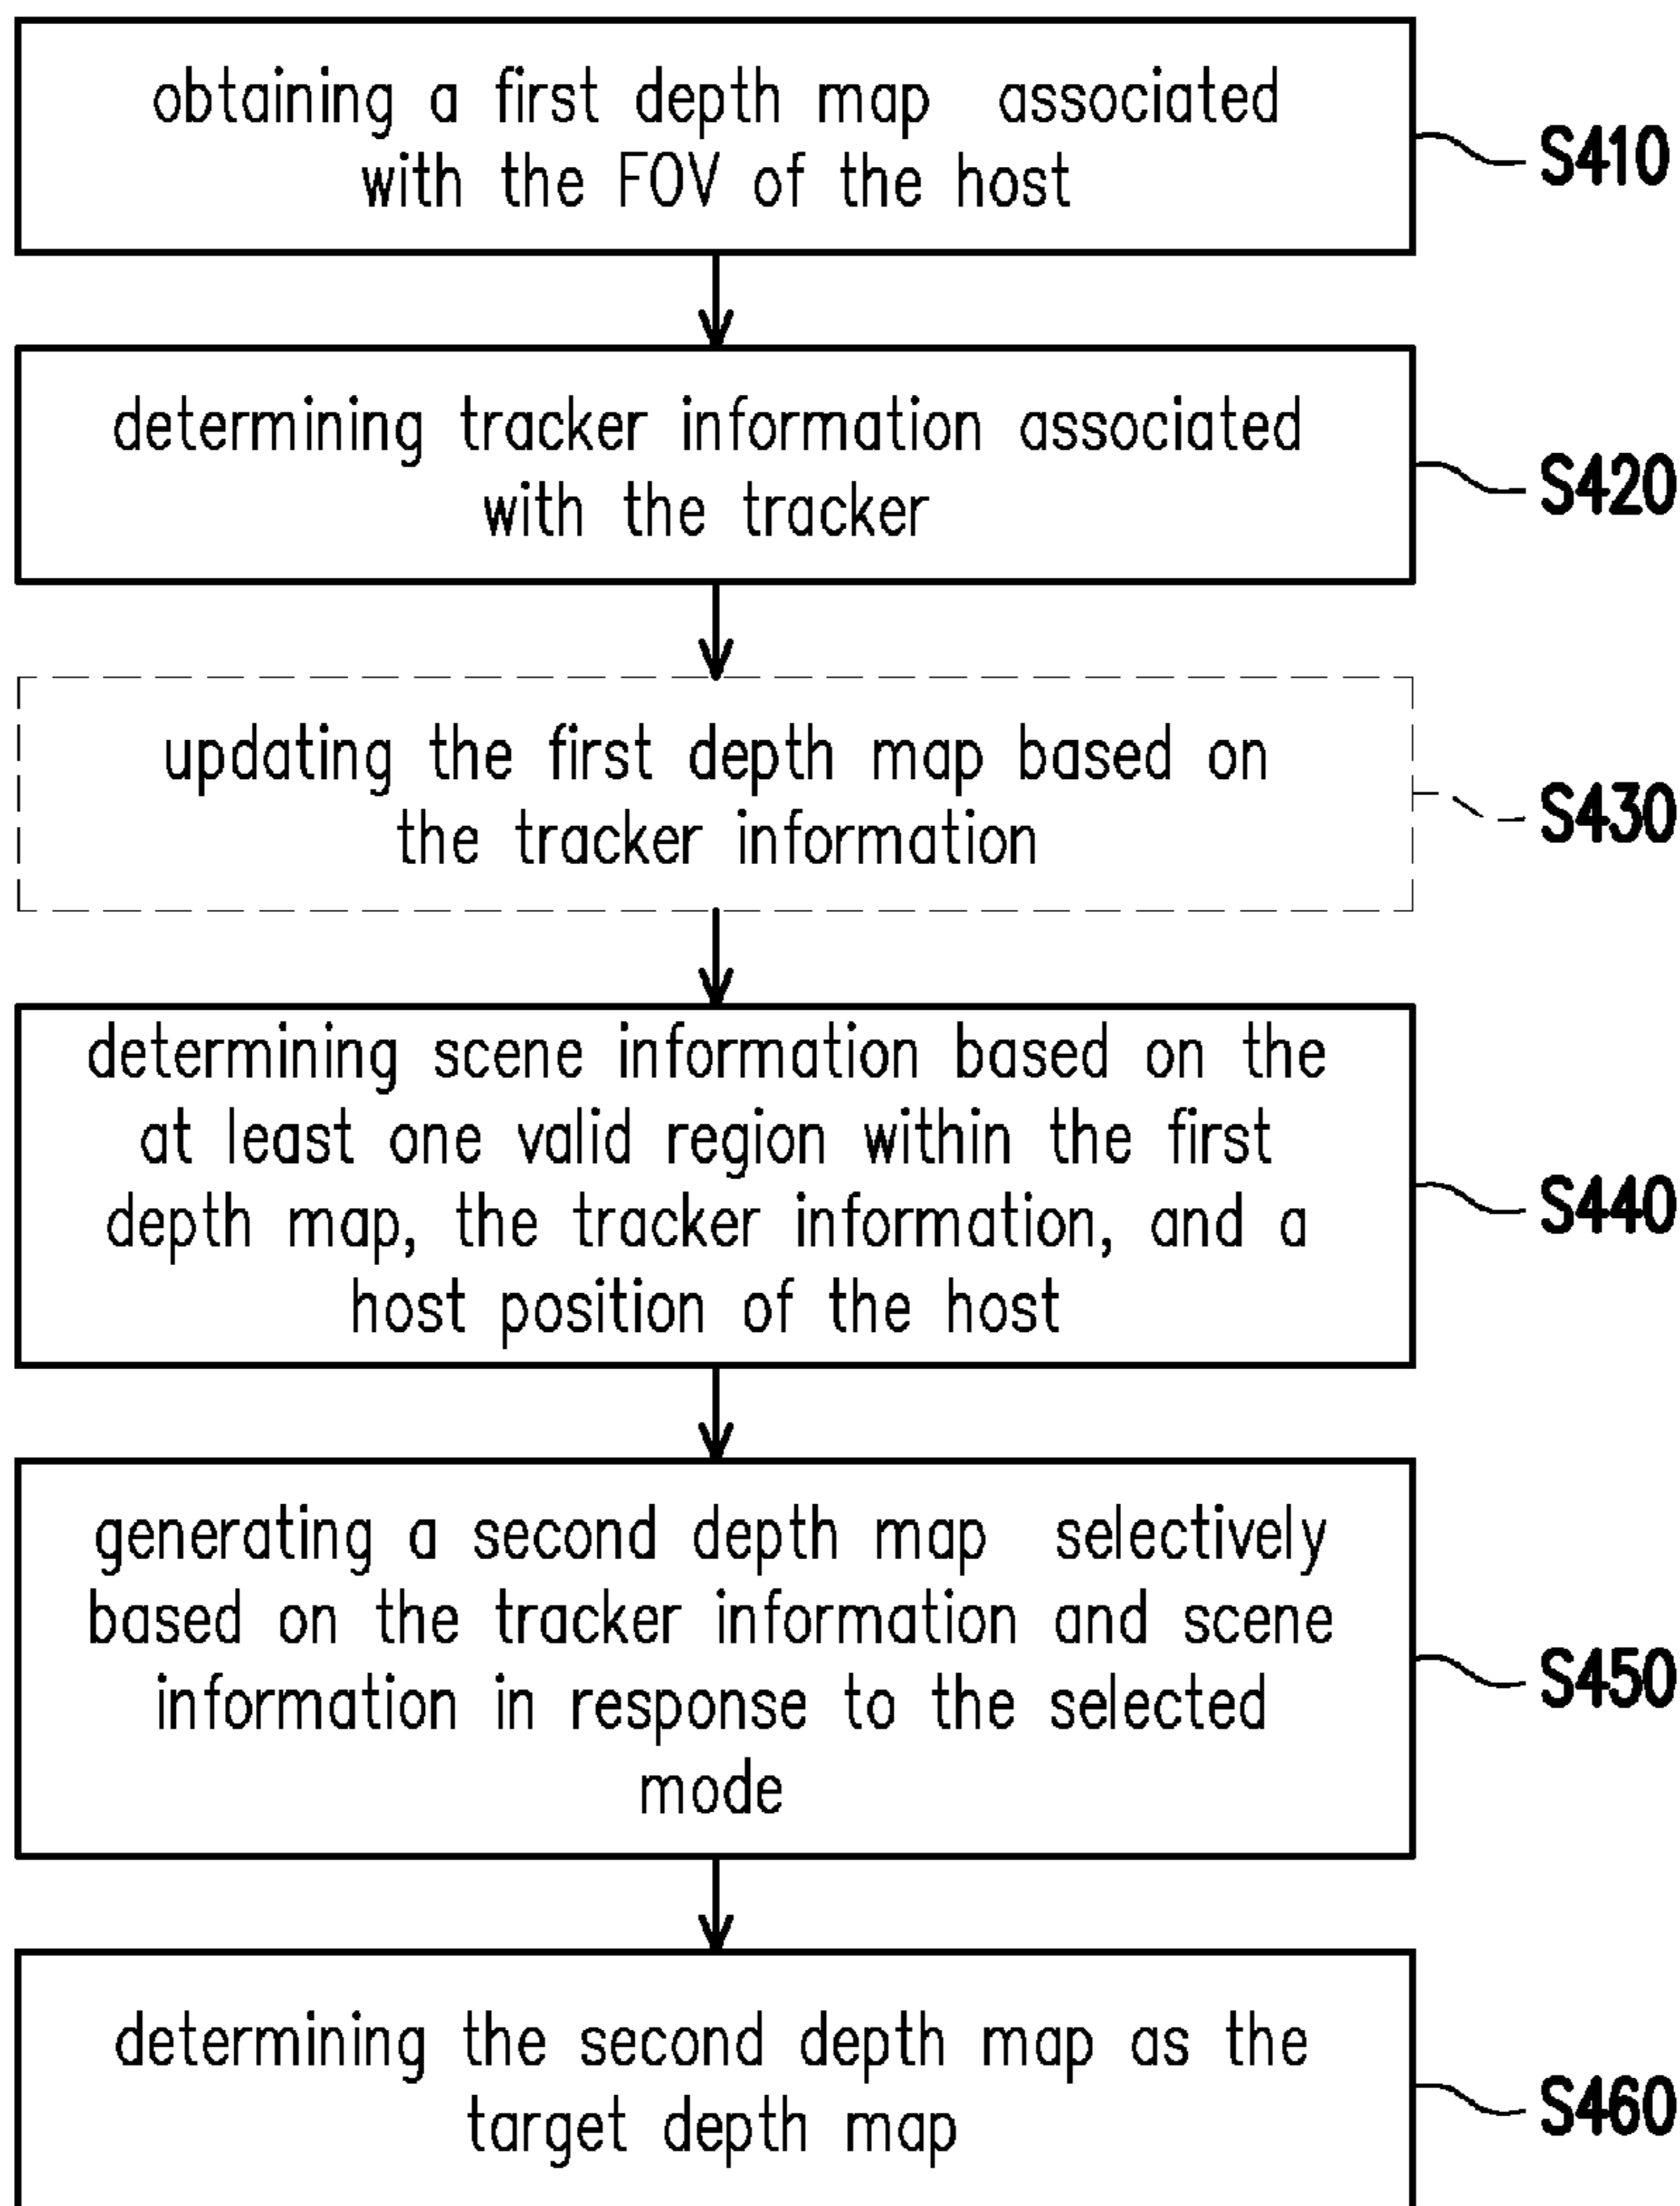 obtaining a first depth map associated
with the FOV of the host
S410
determining tracker information associated
with the tracker
S420
updating the first depth map based on
the tracker information
S430
determining scene information based on the
at least one valid region within the first
depth map, the tracker information, and a
host position of the host
S440
generating a second depth map selectively
based on the tracker information and scene
information in response to the selected
mode
S450
determining the second depth map as the
target depth map
S460